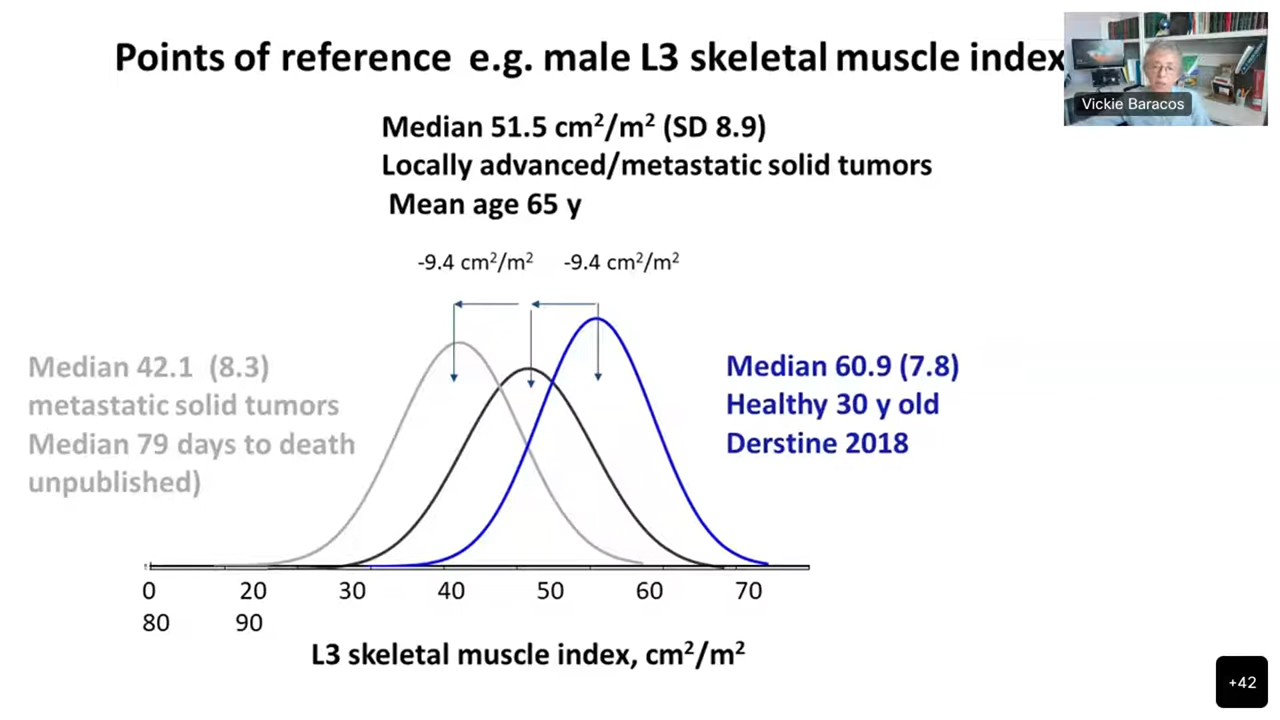 Points of reference e.g. male L3 skeletal muscle index
Vickie Baracos
Median 51.5 cm²/m² (SD 8.9)
Locally advanced/metastatic solid tumors
Mean age 65 y
-9.4 cm²/m² -9.4 cm²/m²
Median 42.1 (8.3)
metastatic solid tumors
Median 79 days to death
unpublished)
Median 60.9 (7.8)
Healthy 30 y old
Derstine 2018
0 20 30 40 50 60 70
80 90
L3 skeletal muscle index, cm²/m²
+42